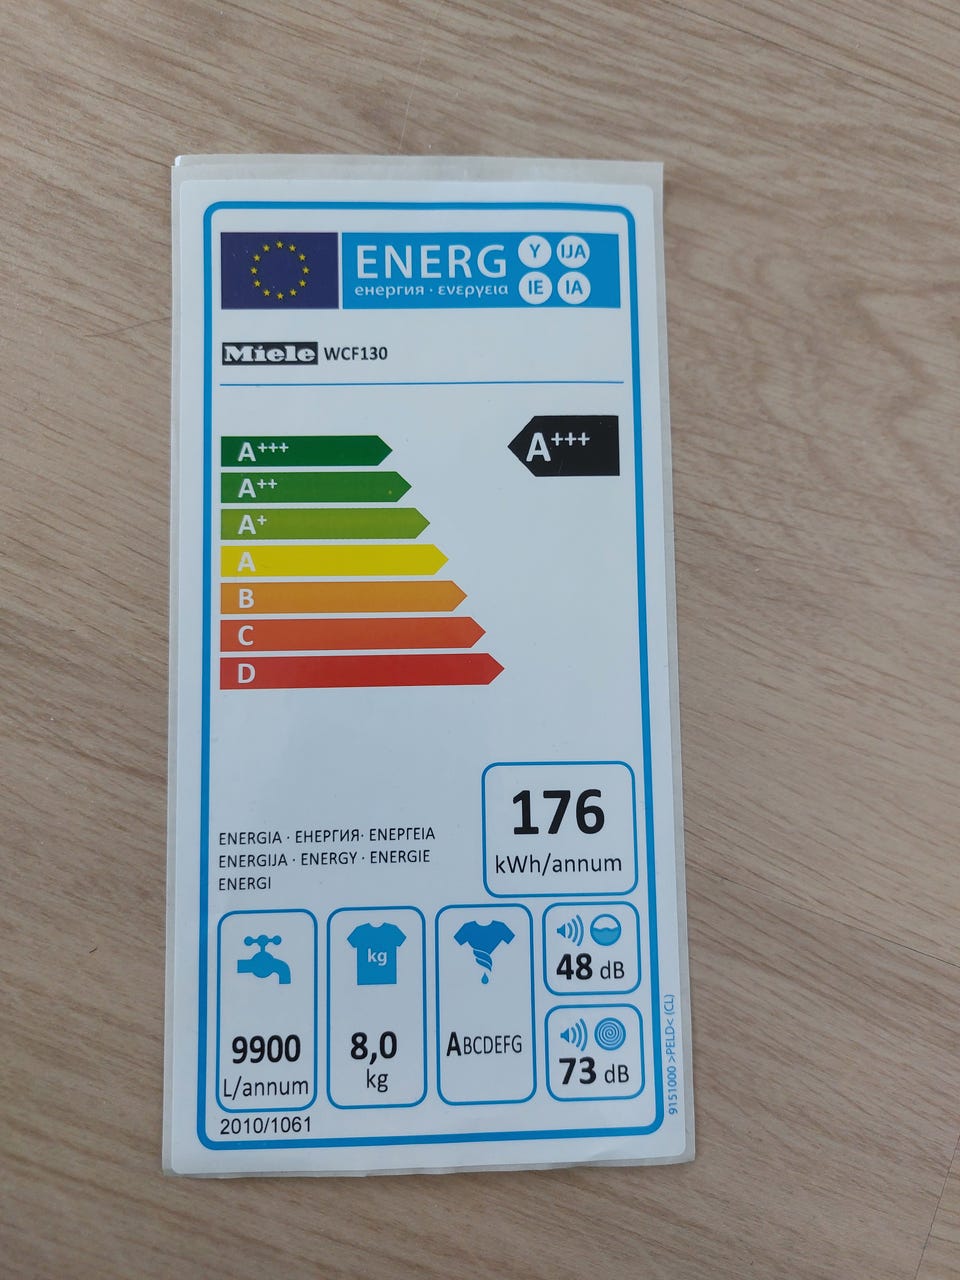 ENERG Y IJA
енергия · ενεργεια IE IA
Miele WCF130
A+++
A+++
A++
A+
A
B
C
D
176
kWh/annum
ENERGIA · ЕНЕРГИЯ · ΕΝΕΡΓΕΙΑ
ENERGIJA · ENERGY · ENERGIE
ENERGI
9900
L/annum
kg
8,0
kg
ABCDEFG
48 dB
73 dB
2010/1061
9151000 >PELD< (CL)